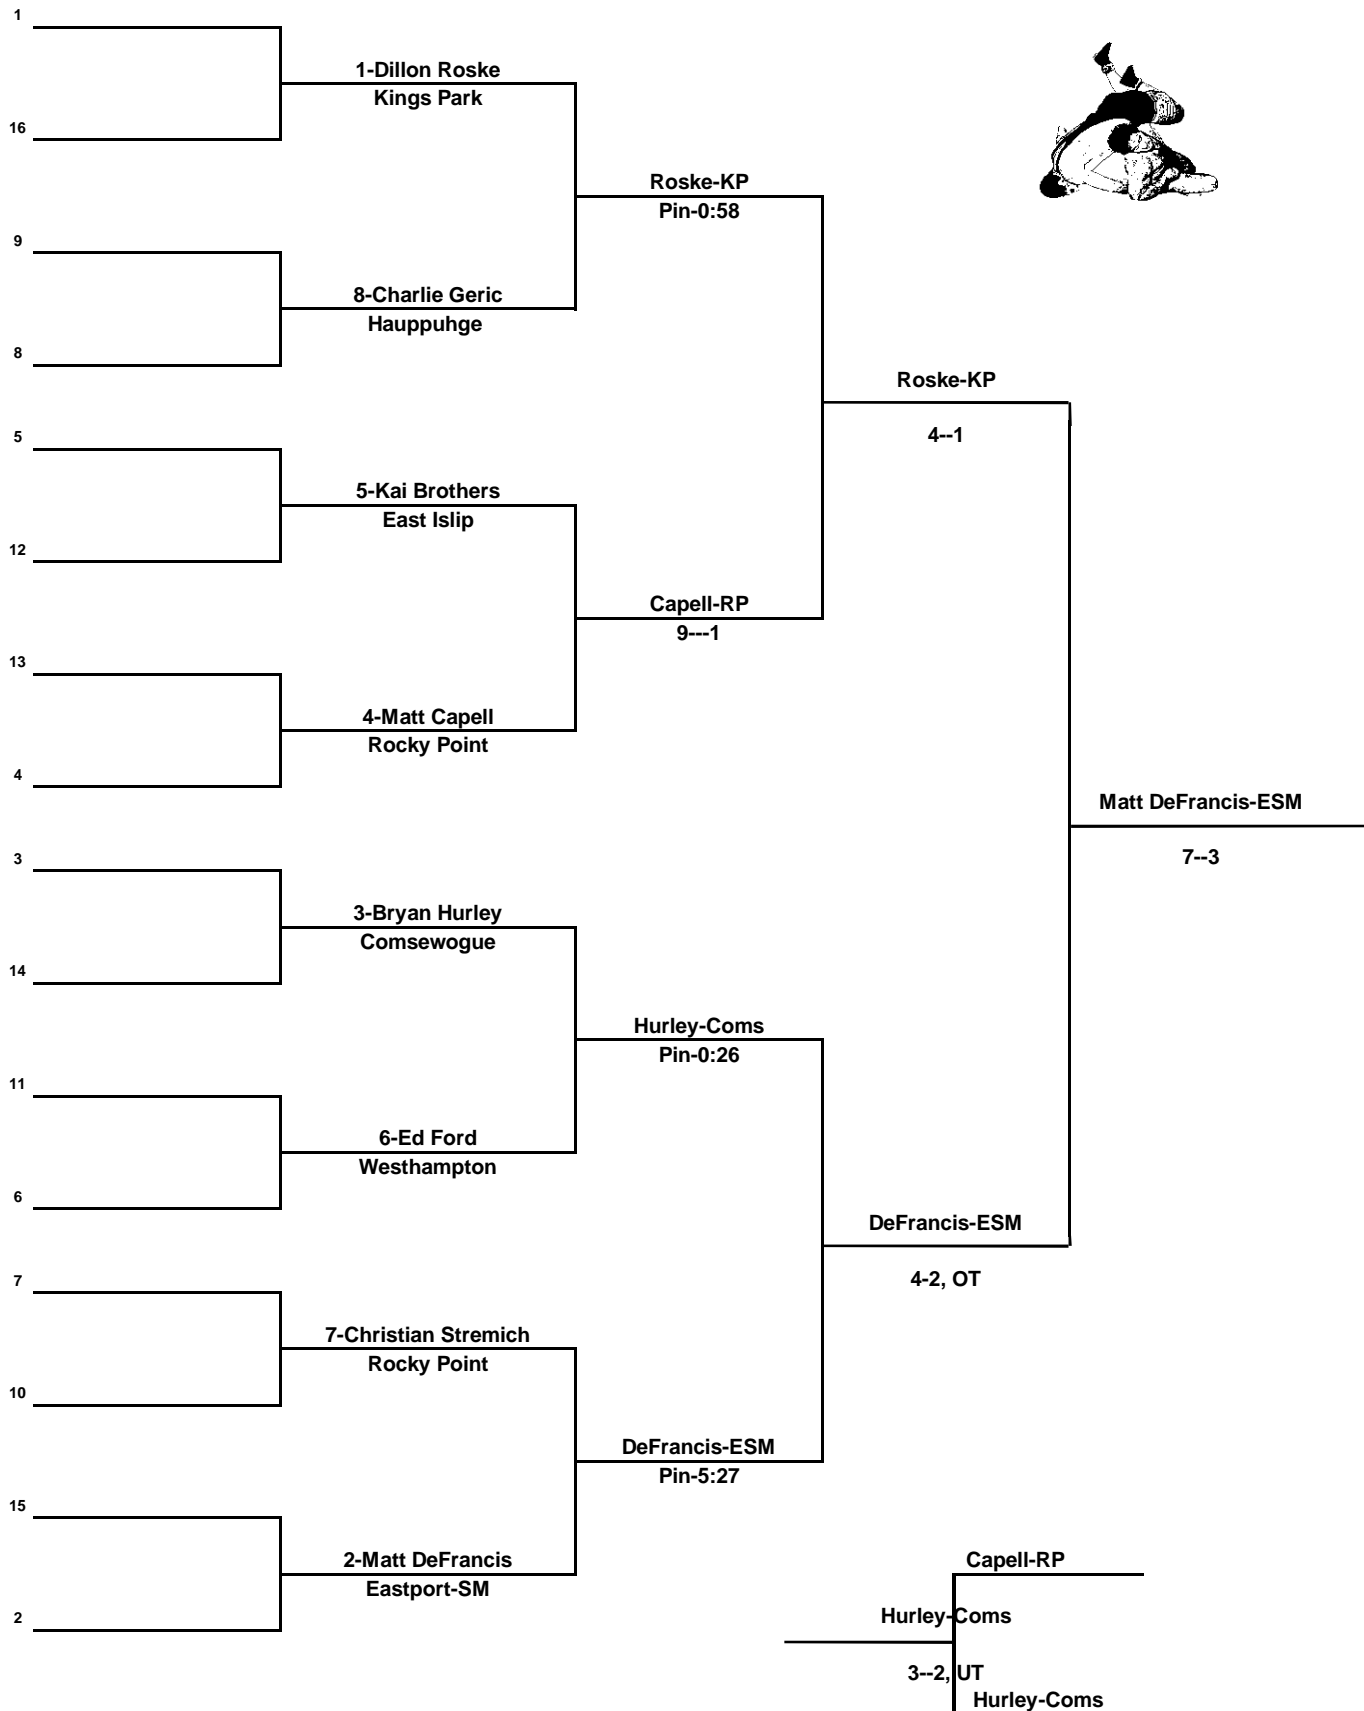 1
1-Dillon Roske
Kings Park
16
Roske-KP
Pin-0:58
9
8-Charlie Geric
Hauppuhge
8
Roske-KP
4--1
5
5-Kai Brothers
East Islip
12
Capell-RP
9---1
13
4-Matt Capell
Rocky Point
4
Matt DeFrancis-ESM
7--3
3
3-Bryan Hurley
Comsewogue
14
Hurley-Coms
Pin-0:26
11
6-Ed Ford
Westhampton
6
DeFrancis-ESM
4-2, OT
7
7-Christian Stremich
Rocky Point
10
DeFrancis-ESM
Pin-5:27
15
2-Matt DeFrancis
Eastport-SM
2
Capell-RP
Hurley-Coms
3--2, UT
Hurley-Coms